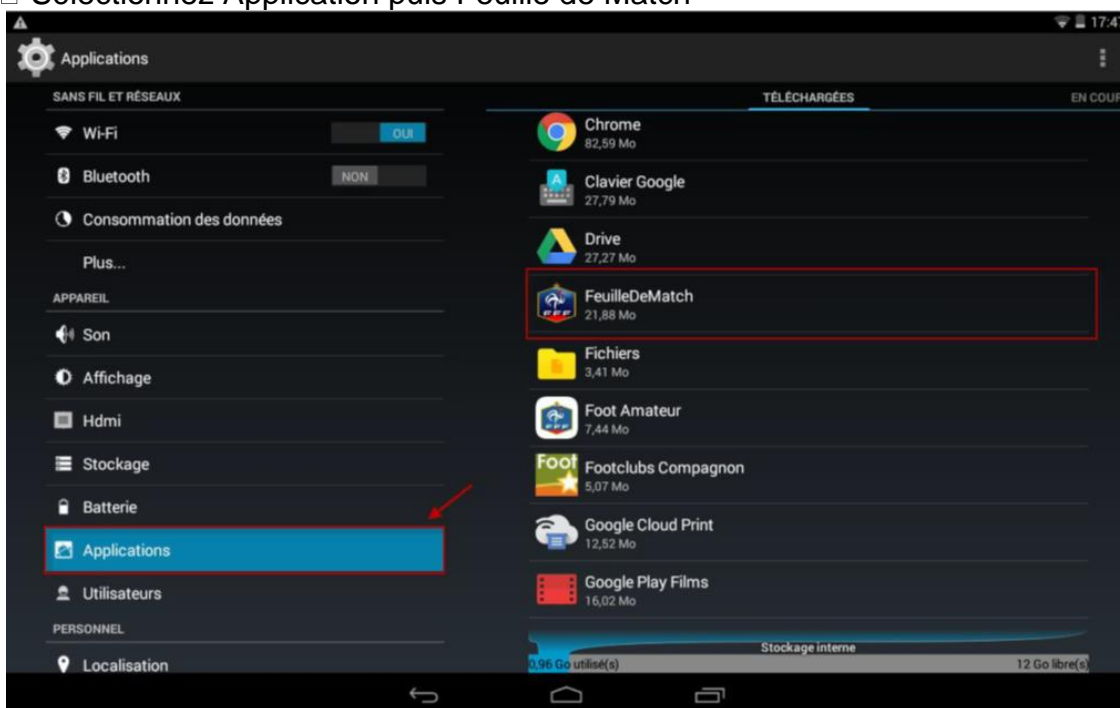 Sélectionnez Application puis Feuille de Match
17:4
Applications
SANS FIL ET RÉSEAUX
Wi-Fi
OUI
Bluetooth
NON
Consommation des données
Plus...
APPAREIL
Son
Affichage
Hdmi
Stockage
Batterie
Applications
Utilisateurs
PERSONNEL
Localisation
TÉLÉCHARGÉES
EN COUR
Chrome
82,59 Mo
Clavier Google
27,79 Mo
Drive
27,27 Mo
FeuilleDeMatch
21,88 Mo
Fichiers
3,41 Mo
Foot Amateur
7,44 Mo
Foot
Footclubs Compagnon
5,07 Mo
Google Cloud Print
12,52 Mo
Google Play Films
16,02 Mo
Stockage interne
0,96 Go utilisé(s)
12 Go libre(s)